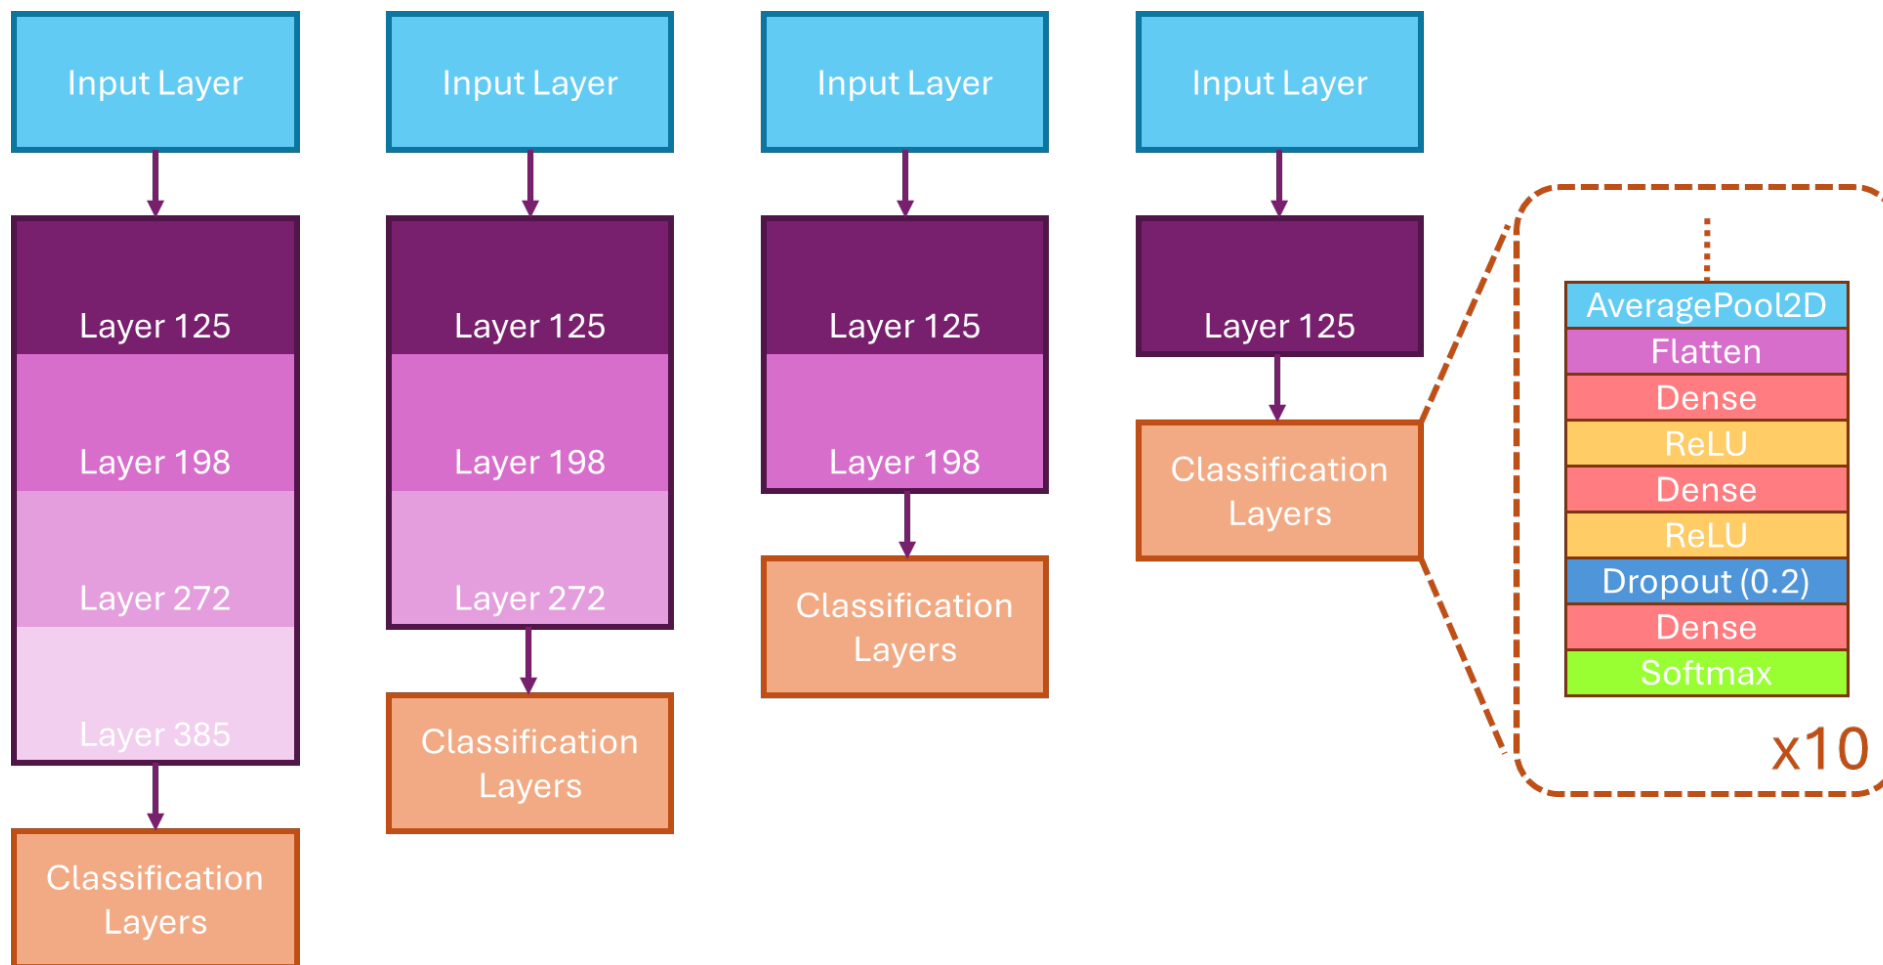 Input Layer
Layer 125
Layer 198
Layer 272
Layer 385
Classification
Layers
Input Layer
Layer 125
Layer 198
Layer 272
Classification
Layers
Input Layer
Layer 125
Layer 198
Classification
Layers
Input Layer
Layer 125
Classification
Layers
AveragePool2D
Flatten
Dense
ReLU
Dense
ReLU
Dropout (0.2)
Dense
Softmax
x10